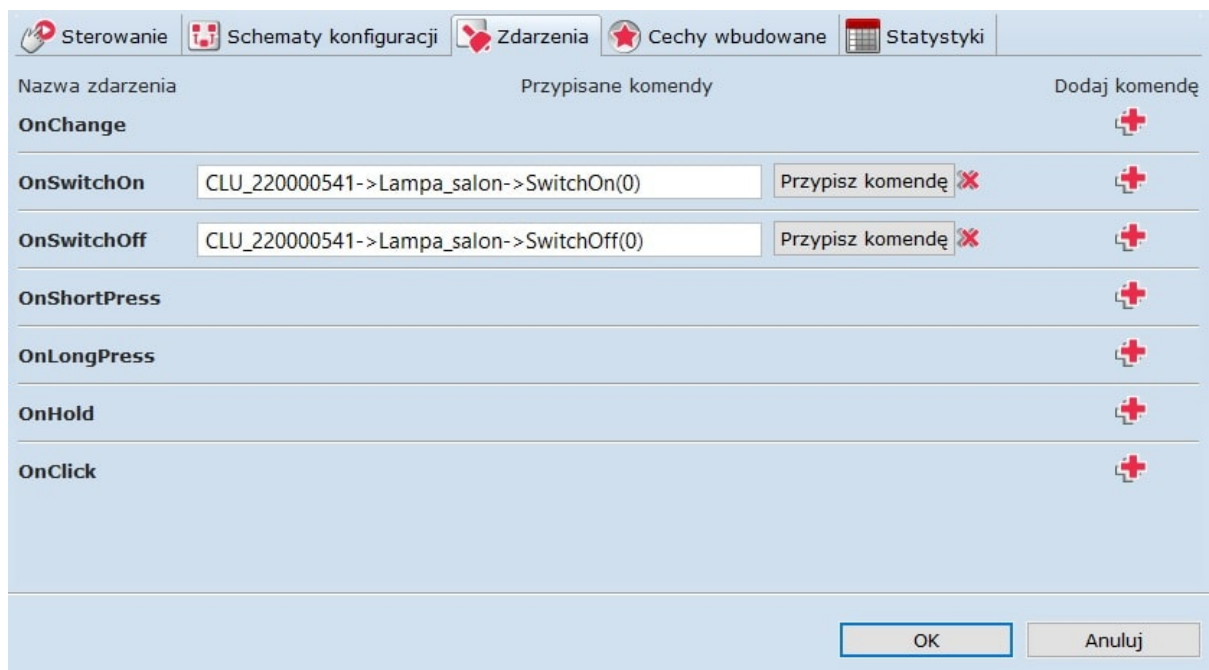 Sterowanie Schematy konfiguracji Zdarzenia Cechy wbudowane Statystyki
Nazwa zdarzenia Przypisane komendy Dodaj komendę
OnChange
OnSwitchOn CLU_220000541->Lampa_salon->SwitchOn(0) Przypisz komendę
OnSwitchOff CLU_220000541->Lampa_salon->SwitchOff(0) Przypisz komendę
OnShortPress
OnLongPress
OnHold
OnClick
OK Anuluj